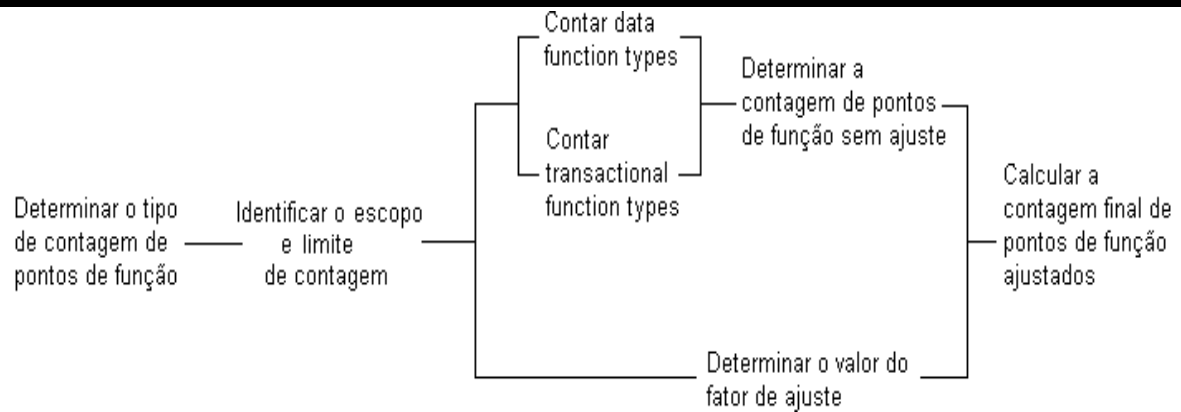 Determinar o tipo
de contagem de
pontos de função
Identificar o escopo
e limite
de contagem
Contar data
function types
Contar
transactional
function types
Determinar a
contagem de pontos
de função sem ajuste
Determinar o valor do
fator de ajuste
Calcular a
contagem final de
pontos de função
ajustados